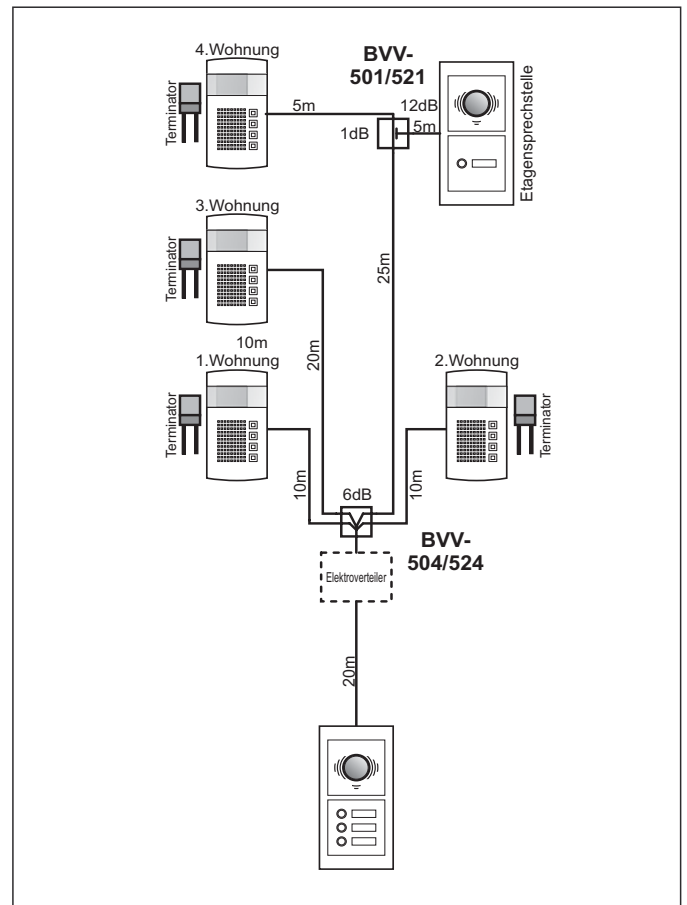 4.Wohnung
BVV-
501/521
Terminator
5m
12dB
1dB
5m
Etagensprechstelle
3.Wohnung
Terminator
25m
10m
20m
1.Wohnung
2.Wohnung
Terminator
Terminator
10m
6dB
10m
BVV-
504/524
Elektroverteiler
20m